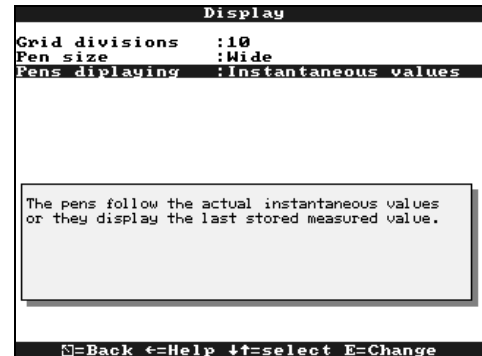 Display
Grid divisions :10
Pen size :Wide
Pens diplaying :Instantaneous values
The pens follow the actual instantaneous values
or they display the last stored measured value.
=Back ←=Help ↓↑=select E=Change